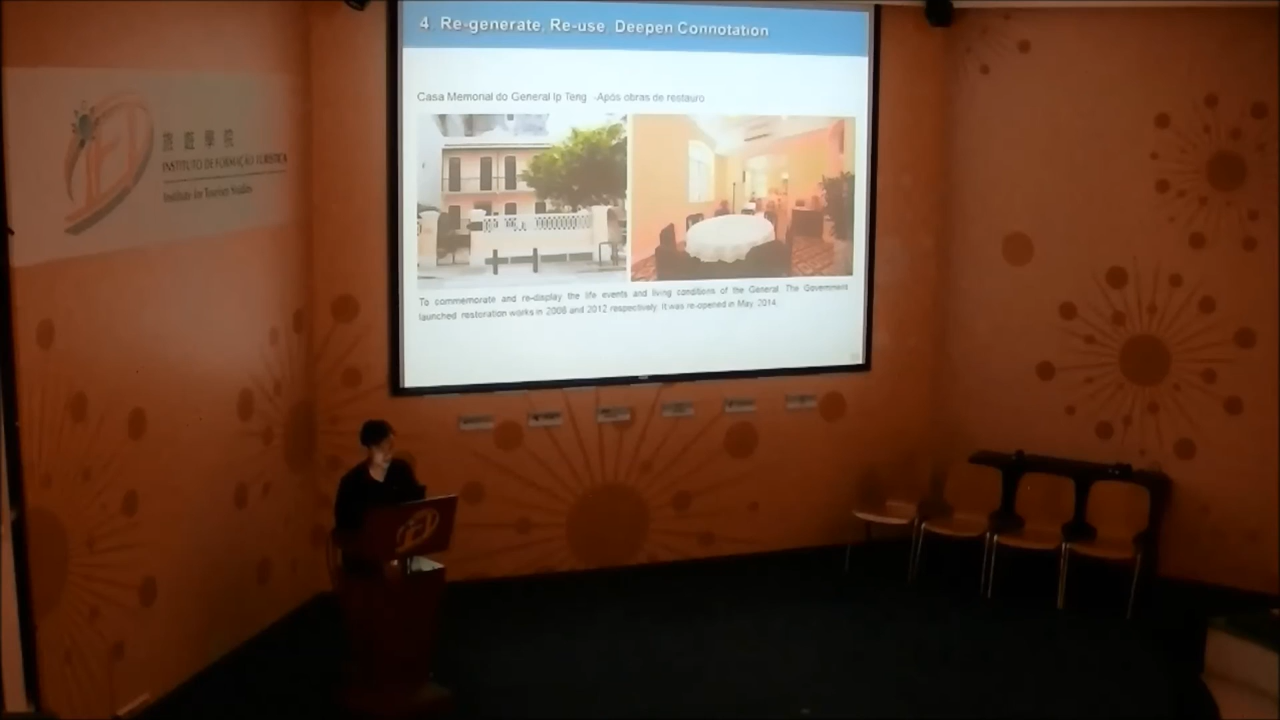 4. Re-generate, Re-use, Deepen Connotation
Casa Memorial do General Ip Teng -Após obras de restauro
To commemorate and re-display the life events and living conditions of the General. The Government
launched restoration works in 2006 and 2012 respectively. It was re-opened in May, 2014.
旅遊學院
INSTITUTO DE FORMAÇÃO TURÍSTICA
Institute for Tourism Studies